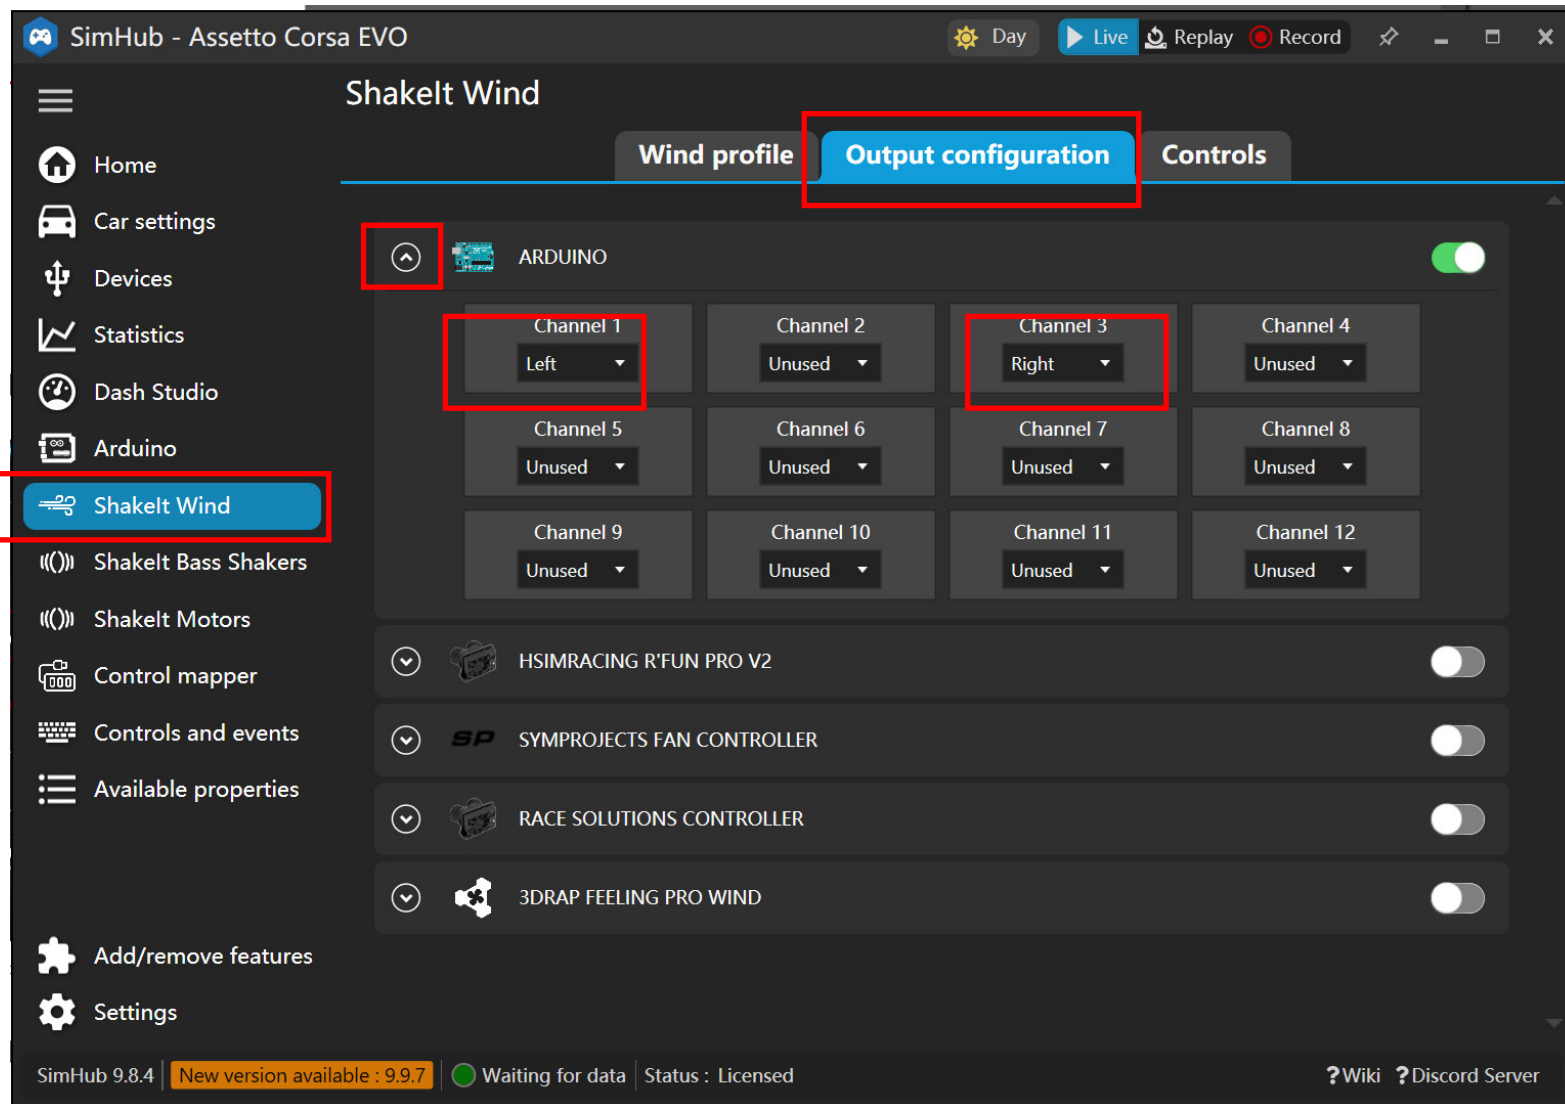 SimHub - Assetto Corsa EVO
Day
Live
Replay
Record
ShakeIt Wind
Wind profile
Output configuration
Controls
Home
Car settings
Devices
Statistics
Dash Studio
Arduino
ShakeIt Wind
ShakeIt Bass Shakers
ShakeIt Motors
Control mapper
Controls and events
Available properties
Add/remove features
Settings
ARDUINO
Channel 1
Left
Channel 2
Unused
Channel 3
Right
Channel 4
Unused
Channel 5
Unused
Channel 6
Unused
Channel 7
Unused
Channel 8
Unused
Channel 9
Unused
Channel 10
Unused
Channel 11
Unused
Channel 12
Unused
HSIMRACING R'FUN PRO V2
SP SYMPROJECTS FAN CONTROLLER
RACE SOLUTIONS CONTROLLER
3DRAP FEELING PRO WIND
SimHub 9.8.4
New version available : 9.9.7
Waiting for data
Status : Licensed
?Wiki
?Discord Server